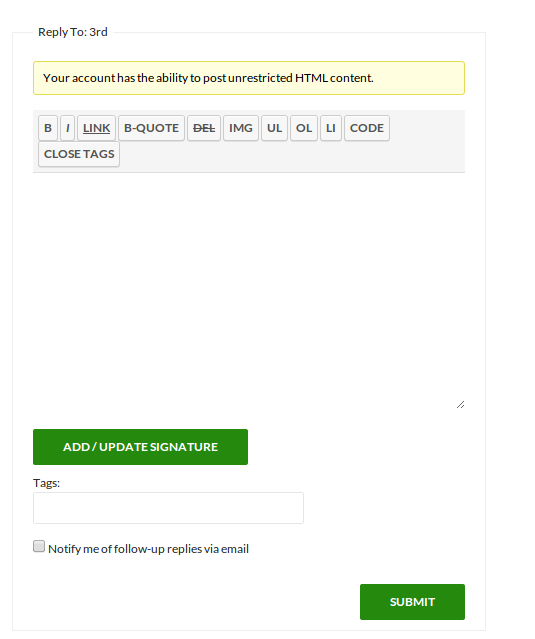 Reply To: 3rd
Your account has the ability to post unrestricted HTML content.
B I LINK B-QUOTE DEL IMG UL OL LI CODE
CLOSE TAGS
ADD / UPDATE SIGNATURE
Tags:
Notify me of follow-up replies via email
SUBMIT